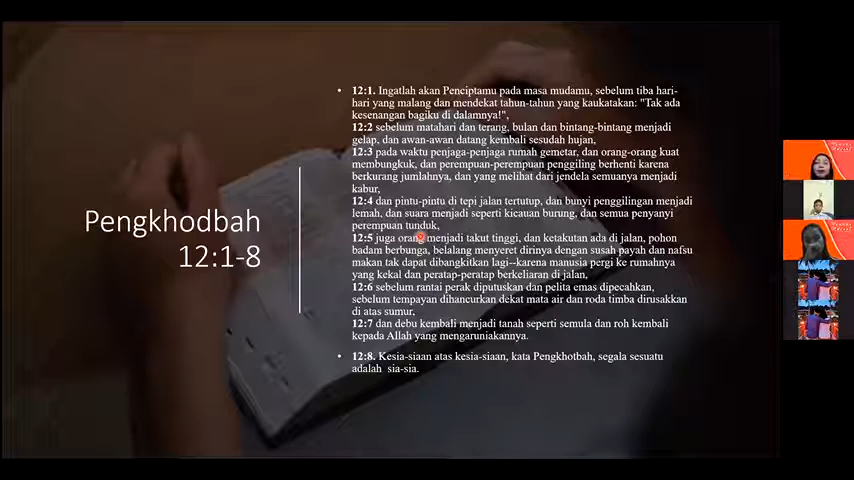 Pengkhodbah
12:1-8
• 12:1. Ingatlah akan Penciptamu pada masa mudamu, sebelum tiba hari-
hari yang malang dan mendekat tahun-tahun yang kaukatakan: "Tak ada
kesenangan bagiku di dalamnya!",
12:2 sebelum matahari dan terang, bulan dan bintang-bintang menjadi
gelap, dan awan-awan datang kembali sesudah hujan,
12:3 pada waktu penjaga-penjaga rumah gemetar, dan orang-orang kuat
membungkuk, dan perempuan-perempuan penggiling berhenti karena
berkurang jumlahnya, dan yang melihat dari jendela semuanya menjadi
kabur,
12:4 dan pintu-pintu di tepi jalan tertutup, dan bunyi penggilingan menjadi
lemah, dan suara menjadi seperti kicauan burung, dan semua penyanyi
perempuan tunduk,
12:5 juga orang menjadi takut tinggi, dan ketakutan ada di jalan, pohon
badam berbunga, belalang menyeret dirinya dengan susah payah dan nafsu
makan tak dapat dibangkitkan lagi--karena manusia pergi ke rumahnya
yang kekal dan peratap-peratap berkeliaran di jalan,
12:6 sebelum rantai perak diputuskan dan pelita emas dipecahkan,
sebelum tempayan dihancurkan dekat mata air dan roda timba dirusakkan
di atas sumur,
12:7 dan debu kembali menjadi tanah seperti semula dan roh kembali
kepada Allah yang mengaruniakannya.
• 12:8. Kesia-siaan atas kesia-siaan, kata Pengkhotbah, segala sesuatu
adalah sia-sia.